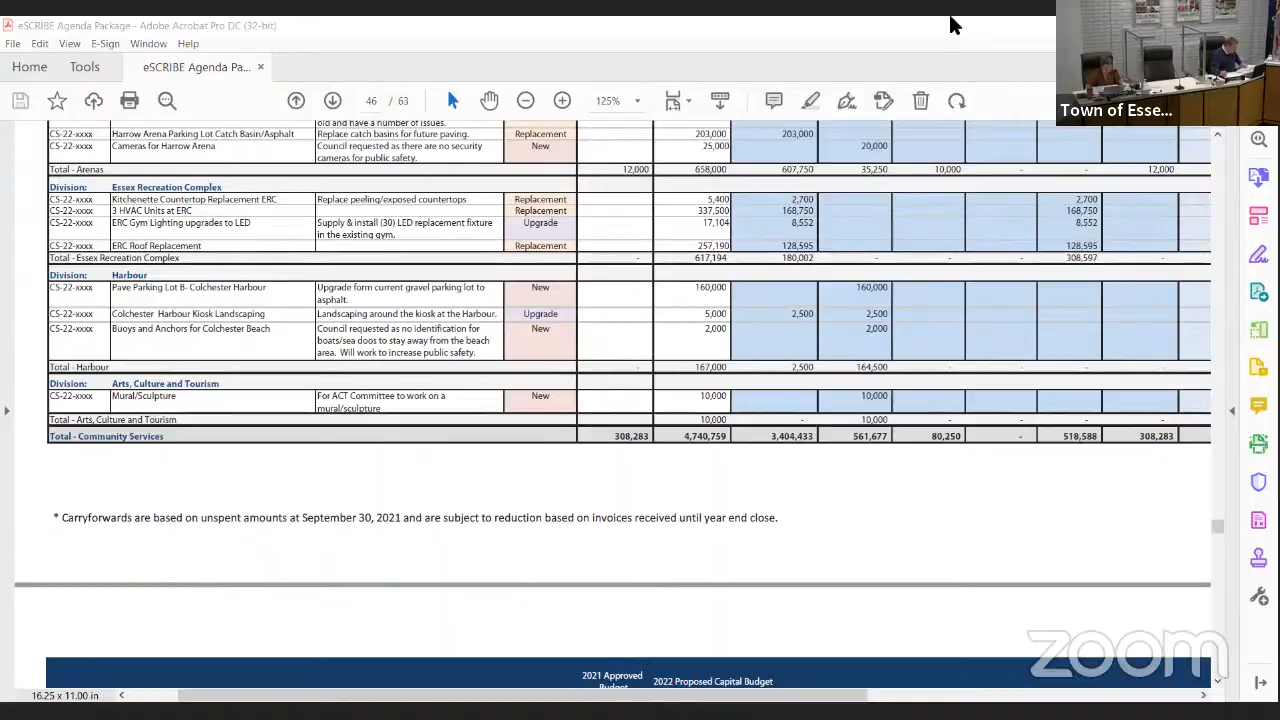 eSCRIBE Agenda Package - Adobe Acrobat Pro DC (32-bit)
File Edit View E-Sign Window Help
Home Tools eSCRIBE Agenda Pa... ×
46 / 63 125%
Town of Esse...
old and have a number of issues.
CS-22-xxxx Harrow Arena Parking Lot Catch Basin/Asphalt Replace catch basins for future paving. Replacement 203,000 203,000
CS-22-xxxx Cameras for Harrow Arena Council requested as there are no security New 25,000 20,000
cameras for public safety.
Total - Arenas 12,000 658,000 607,750 35,250 10,000 - - 12,000
Division: Essex Recreation Complex
CS-22-xxxx Kitchenette Countertop Replacement ERC Replace peeling/exposed countertops Replacement 5,400 2,700 2,700
CS-22-xxxx 3 HVAC Units at ERC Replacement 337,500 168,750 168,750
CS-22-xxxx ERC Gym Lighting upgrades to LED Supply & install (30) LED replacement fixture Upgrade 17,104 8,552 8,552
in the existing gym.
CS-22-xxxx ERC Roof Replacement Replacement 257,190 128,595 128,595
Total - Essex Recreation Complex - 617,194 180,002 - - - 308,597 -
Division: Harbour
CS-22-xxxx Pave Parking Lot B- Colchester Harbour Upgrade form current gravel parking lot to New 160,000 160,000
asphalt.
CS-22-xxxx Colchester Harbour Kiosk Landscaping Landscaping around the kiosk at the Harbour. Upgrade 5,000 2,500 2,500
CS-22-xxxx Buoys and Anchors for Colchester Beach Council requested as no identification for New 2,000 2,000
boats/sea doos to stay away from the beach
area. Will work to increase public safety.
Total - Harbour - 167,000 2,500 164,500 - - - -
Division: Arts, Culture and Tourism
CS-22-xxxx Mural/Sculpture For ACT Committee to work on a New 10,000 10,000
mural/sculpture
Total - Arts, Culture and Tourism 10,000 - 10,000 - - - -
Total - Community Services 308,283 4,740,759 3,404,433 561,677 80,250 - 518,588 308,283
* Carryforwards are based on unspent amounts at September 30, 2021 and are subject to reduction based on invoices received until year end close.
zoom
2021 Approved
Budget
2022 Proposed Capital Budget
16.25 x 11.00 in